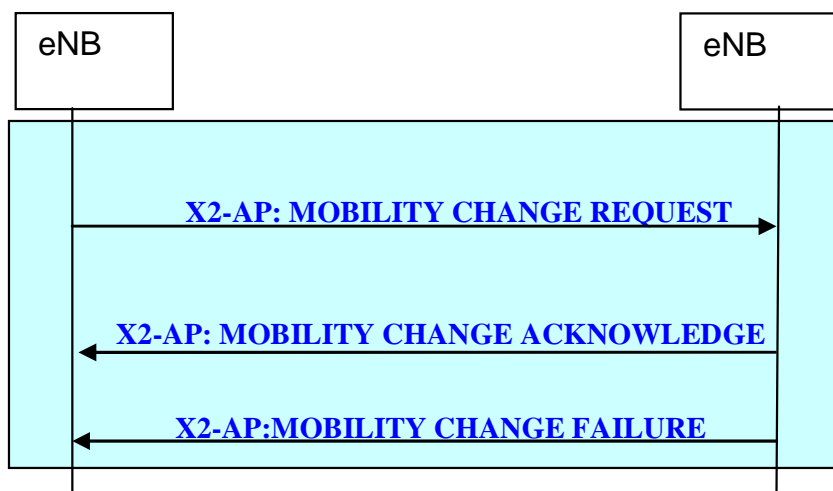 eNB
eNB
X2-AP: MOBILITY CHANGE REQUEST
X2-AP: MOBILITY CHANGE ACKNOWLEDGE
X2-AP:MOBILITY CHANGE FAILURE